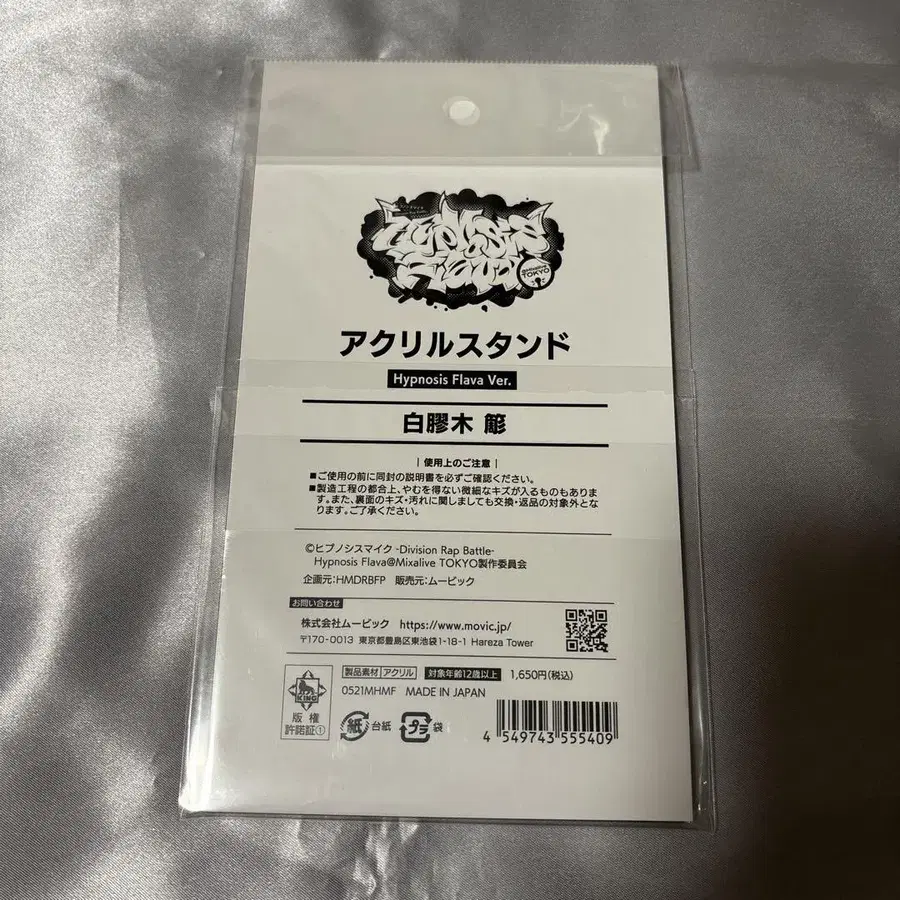 Hypnosis
Flava
@mixalive
TOKYO
アクリルスタンド
Hypnosis Flava Ver.
白膠木 簓
| 使用上のご注意 |
■ご使用の前に同封の説明書を必ずご確認ください。
■製造工程の都合上、やむを得ない微細なキズが入るものもありま
す。また、裏面のキズ・汚れに関しましても交換・返品の対象外とな
ります。ご了承ください。
©ヒプノシスマイク -Division Rap Battle-
Hypnosis Flava@Mixalive TOKYO製作委員会
企画元:HMDRBFP 販売元:ムービック
お問い合わせ
株式会社ムービック https://www.movic.jp/
〒170-0013 東京都豊島区東池袋1-18-1 Hareza Tower
製品素材 アクリル 対象年齢12歳以上 1,650円(税込)
0521MHMF MADE IN JAPAN
KING
版権
許諾証①
紙 台紙 プラ 袋
4 549743 555409